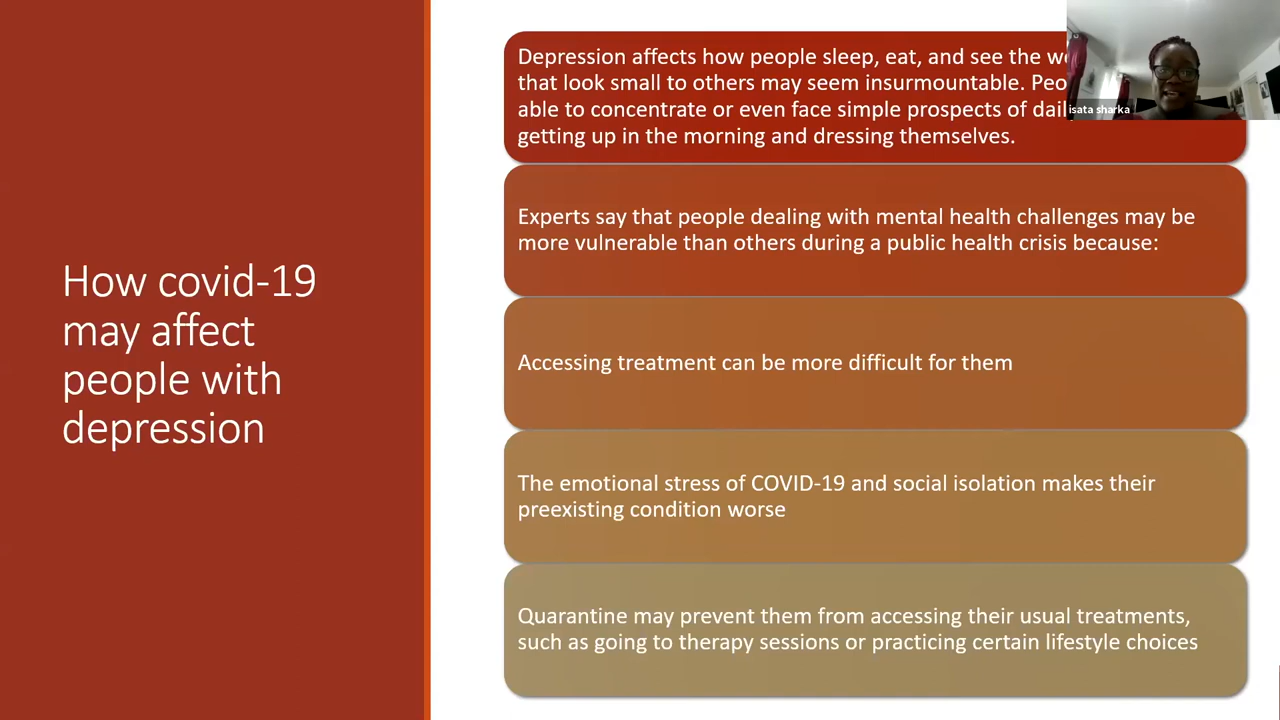 How covid-19
may affect
people with
depression
Depression affects how people sleep, eat, and see the
that look small to others may seem insurmountable.
able to concentrate or even face simple prospects of
getting up in the morning and dressing themselves.
Experts say that people dealing with mental health challenges may be
more vulnerable than others during a public health crisis because:
Accessing treatment can be more difficult for them
The emotional stress of COVID-19 and social isolation makes their
preexisting condition worse
Quarantine may prevent them from accessing their usual treatments,
such as going to therapy sessions or practicing certain lifestyle choices
isata sharka